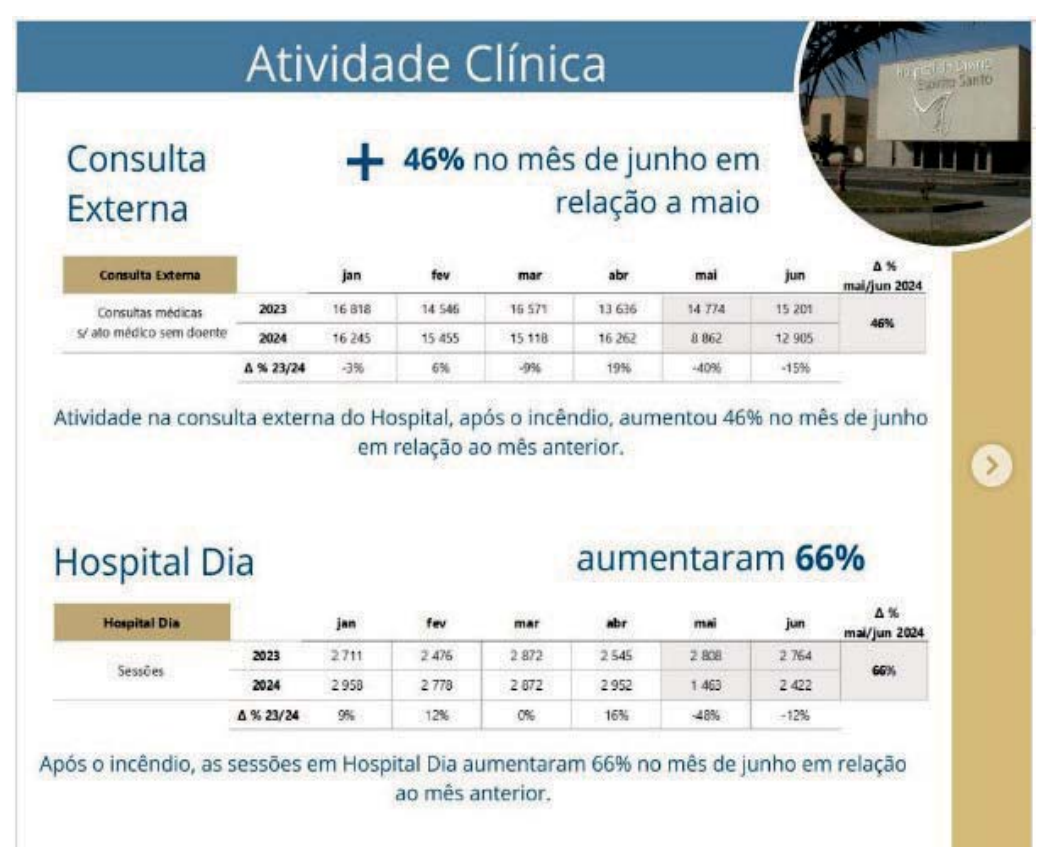 Atividade Clínica
Espírito Santo
Consulta
Externa
+ 46% no mês de junho em
relação a maio
Consulta Externa jan fev mar abr mai jun Δ %
mai/jun 2024
Consultas médicas
s/ ato médico sem doente
2023 16 818 14 546 16 571 13 636 14 774 15 201
46%
2024 16 245 15 455 15 118 16 262 8 862 12 905
Δ % 23/24 -3% 6% -9% 19% -40% -15%
Atividade na consulta externa do Hospital, após o incêndio, aumentou 46% no mês de junho
em relação ao mês anterior.
Hospital Dia
aumentaram 66%
Hospital Dia jan fev mar abr mai jun Δ %
mai/jun 2024
Sessões
2023 2 711 2 476 2 872 2 545 2 808 2 764
66%
2024 2 958 2 778 2 872 2 952 1 463 2 422
Δ % 23/24 9% 12% 0% 16% -48% -12%
Após o incêndio, as sessões em Hospital Dia aumentaram 66% no mês de junho em relação
ao mês anterior.